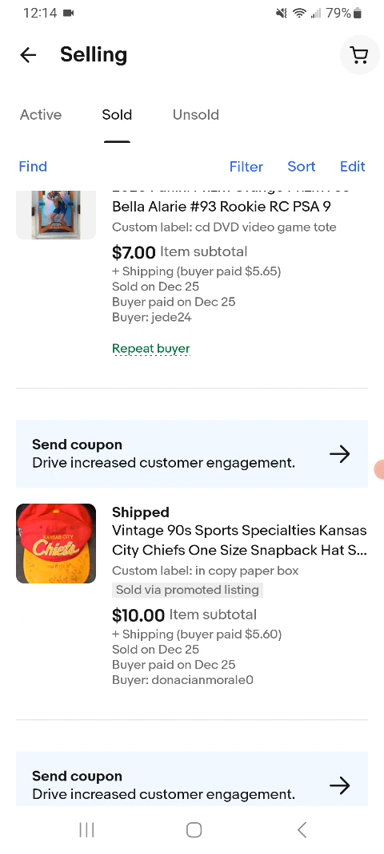 12:14
79%
Selling
Active Sold Unsold
Find Filter Sort Edit
Bella Alarie #93 Rookie RC PSA 9
Custom label: cd DVD video game tote
$7.00 Item subtotal
+ Shipping (buyer paid $5.65)
Sold on Dec 25
Buyer paid on Dec 25
Buyer: jede24
Repeat buyer
Send coupon
Drive increased customer engagement.
Shipped
Vintage 90s Sports Specialties Kansas
City Chiefs One Size Snapback Hat S...
Custom label: in copy paper box
Sold via promoted listing
$10.00 Item subtotal
+ Shipping (buyer paid $5.60)
Sold on Dec 25
Buyer paid on Dec 25
Buyer: donacianmorale0
KANSAS CITY
Chiefs
Send coupon
Drive increased customer engagement.